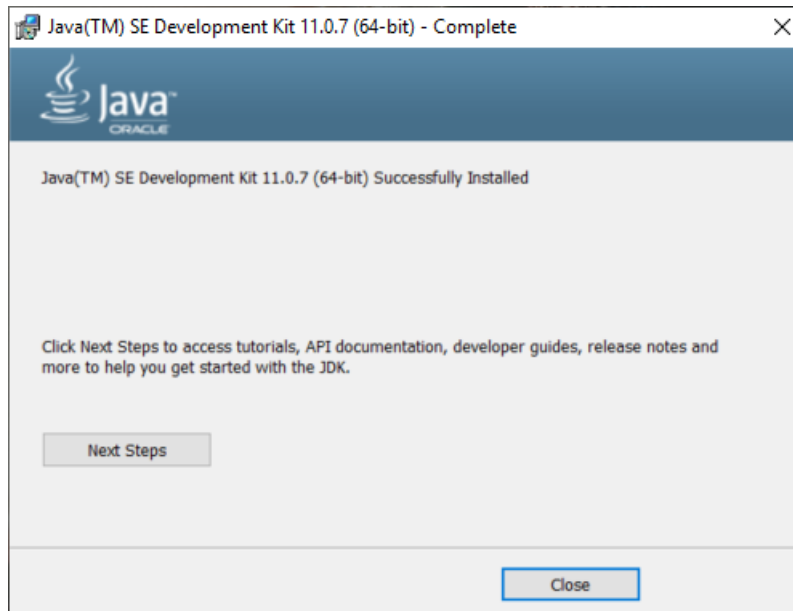 Java(TM) SE Development Kit 11.0.7 (64-bit) - Complete
Java™
ORACLE
Java(TM) SE Development Kit 11.0.7 (64-bit) Successfully Installed
Click Next Steps to access tutorials, API documentation, developer guides, release notes and
more to help you get started with the JDK.
Next Steps
Close